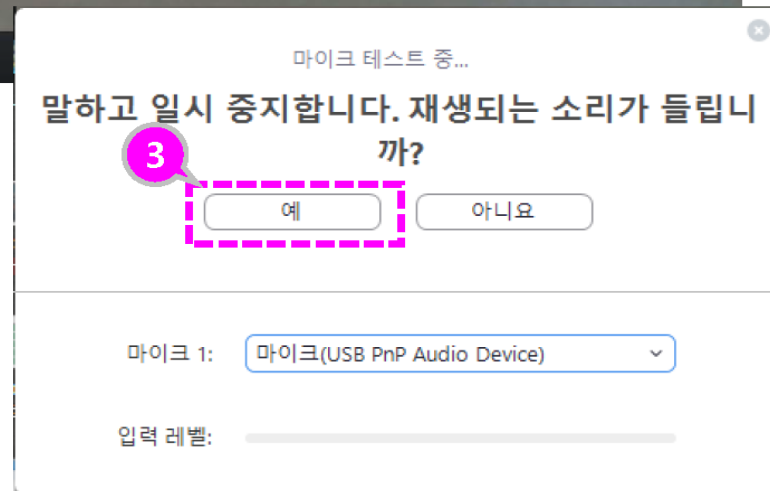 마이크 테스트 중...
말하고 일시 중지합니다. 재생되는 소리가 들립니
까?
3
예 아니요
마이크 1: 마이크(USB PnP Audio Device)
입력 레벨: